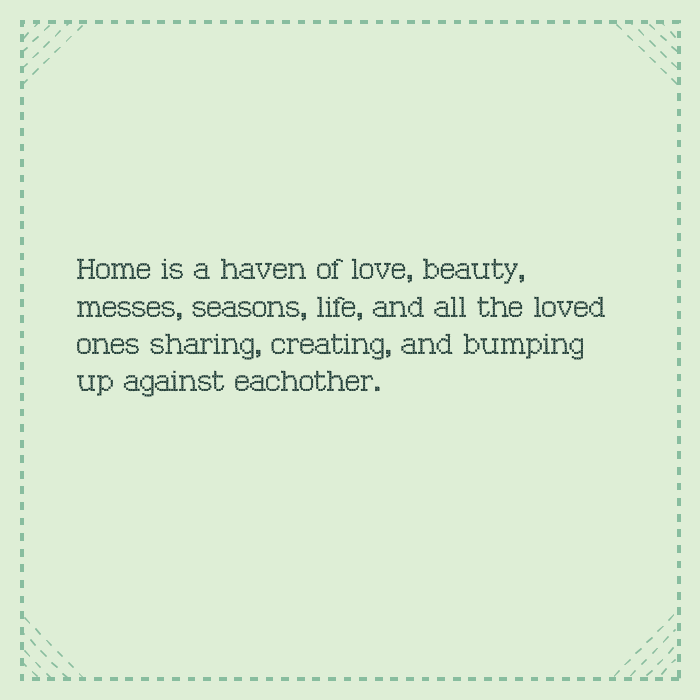 Home is a haven of love, beauty,
messes, seasons, life, and all the loved
ones sharing, creating, and bumping
up against eachother.